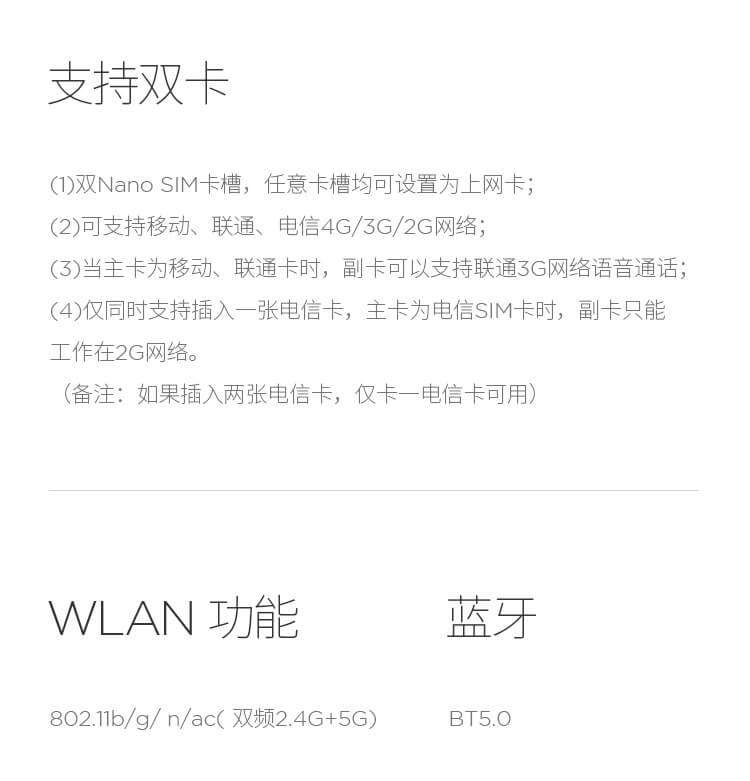 支持双卡
(1)双Nano SIM卡槽，任意卡槽均可设置为上网卡；
(2)可支持移动、联通、电信4G/3G/2G网络；
(3)当主卡为移动、联通卡时，副卡可以支持联通3G网络语音通话；
(4)仅同时支持插入一张电信卡，主卡为电信SIM卡时，副卡只能
工作在2G网络。
（备注：如果插入两张电信卡，仅卡一电信卡可用）
WLAN 功能
蓝牙
802.11b/g/ n/ac( 双频2.4G+5G)
BT5.0